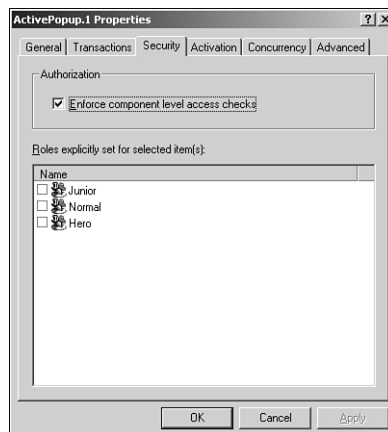 ActivePopup.1 Properties
General Transactions Security Activation Concurrency Advanced
Authorization
Enforce component level access checks
Roles explicitly set for selected item(s):
Name
Junior
Normal
Hero
OK Cancel Apply